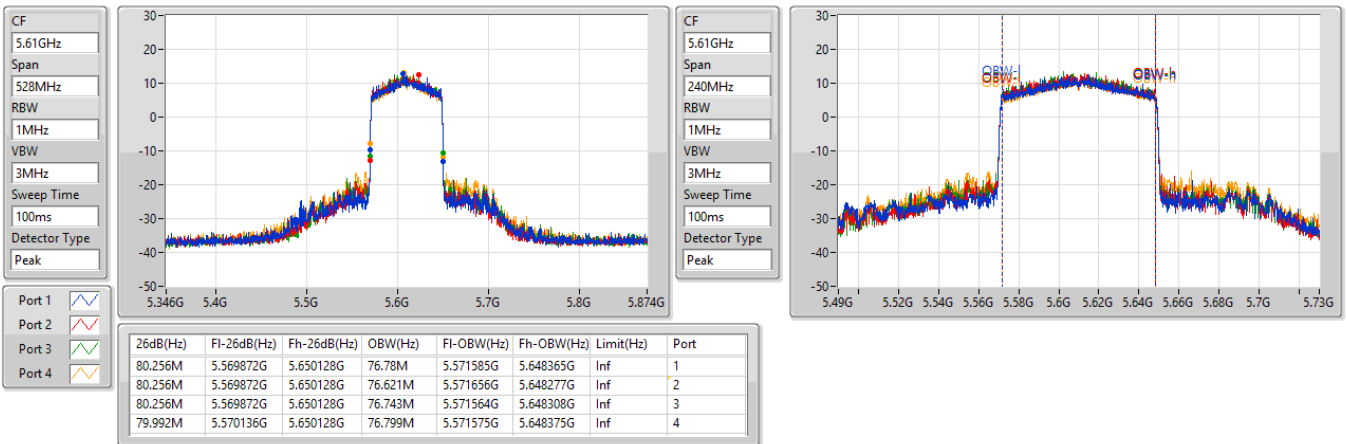 CF
5.61GHz
Span
528MHz
RBW
1MHz
VBW
3MHz
Sweep Time
100ms
Detector Type
Peak
30
20
10
0
-10
-20
-30
-40
-50
5.346G 5.4G 5.5G 5.6G 5.7G 5.8G 5.874G
CF
5.61GHz
Span
240MHz
RBW
1MHz
VBW
3MHz
Sweep Time
100ms
Detector Type
Peak
30
20
10
0
-10
-20
-30
-40
-50
OBW-l OBW-h
5.49G 5.52G 5.54G 5.56G 5.58G 5.6G 5.62G 5.64G 5.66G 5.68G 5.7G 5.73G
Port 1
Port 2
Port 3
Port 4
26dB(Hz) Fl-26dB(Hz) Fh-26dB(Hz) OBW(Hz) Fl-OBW(Hz) Fh-OBW(Hz) Limit(Hz) Port
80.256M 5.569872G 5.650128G 76.78M 5.571585G 5.648365G Inf 1
80.256M 5.569872G 5.650128G 76.621M 5.571656G 5.648277G Inf 2
80.256M 5.569872G 5.650128G 76.743M 5.571564G 5.648308G Inf 3
79.992M 5.570136G 5.650128G 76.799M 5.571575G 5.648375G Inf 4